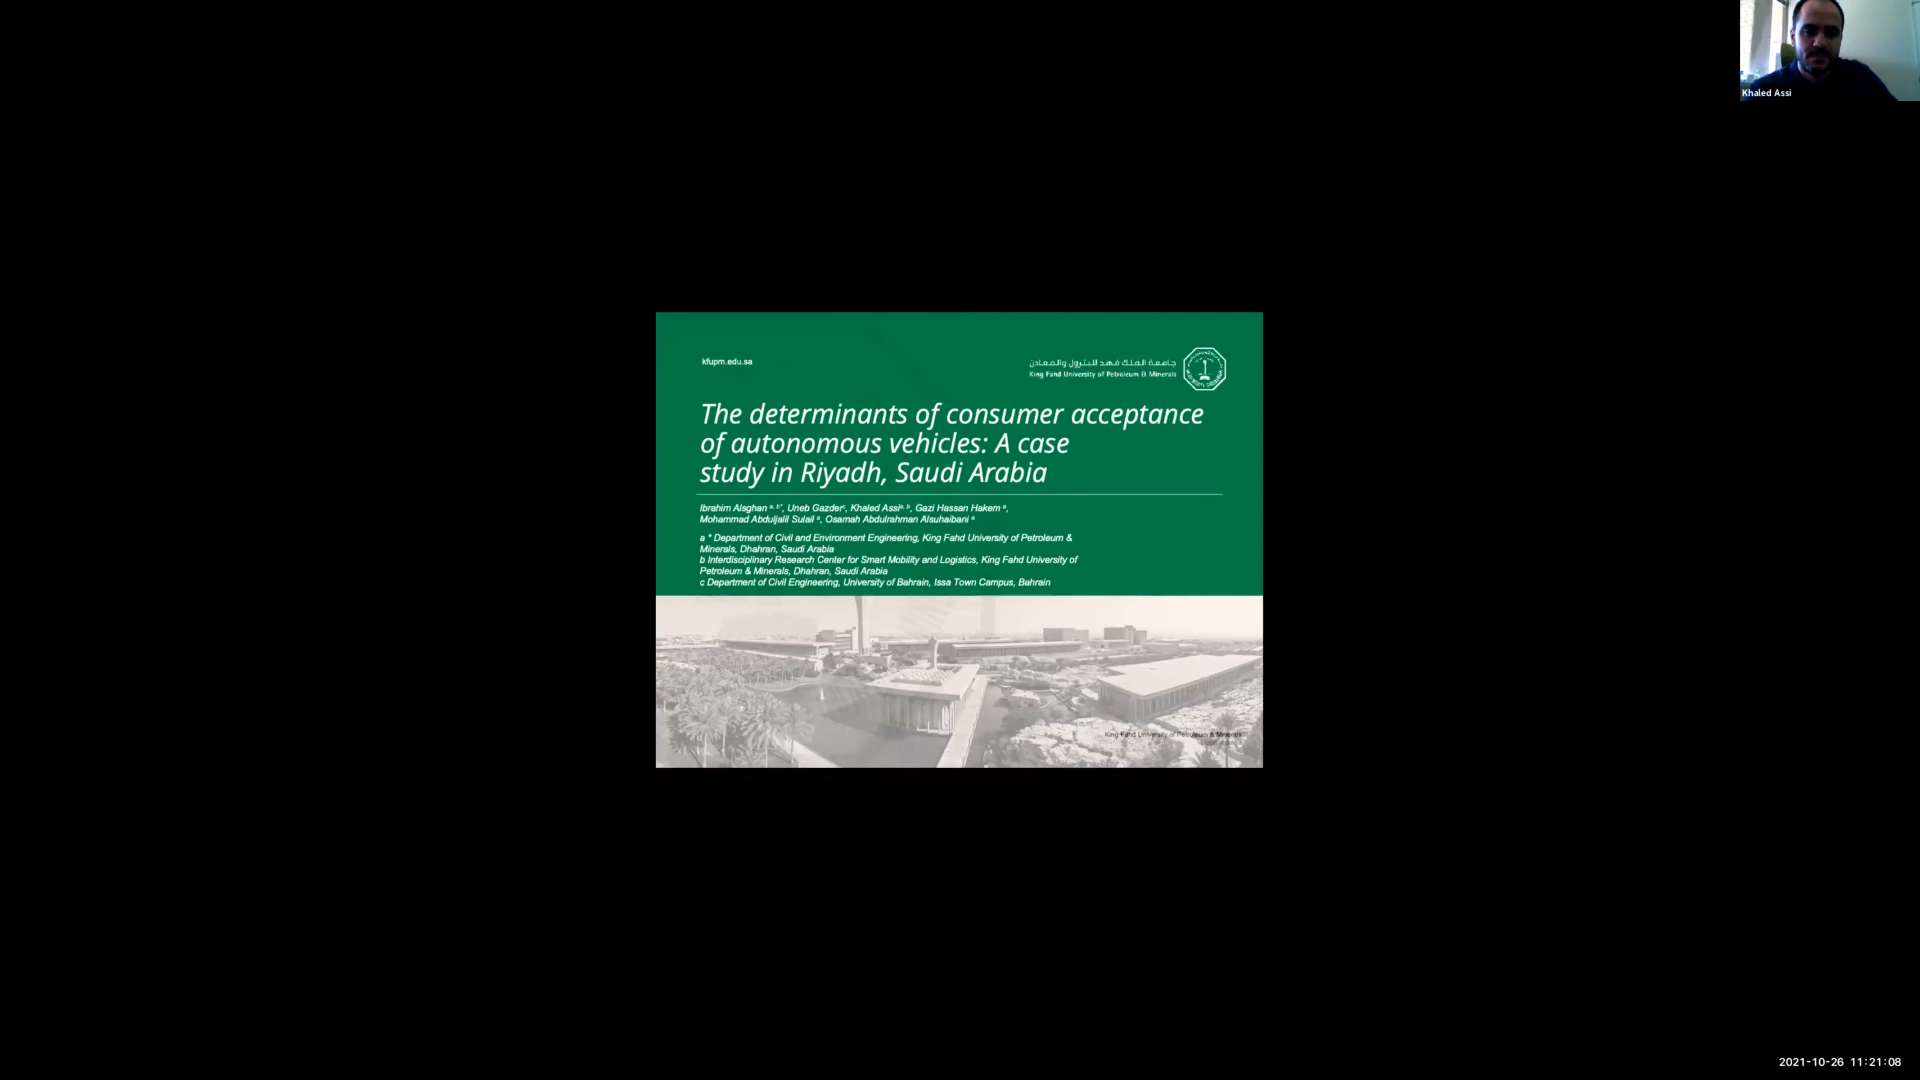 Khaled Assi
kfupm.edu.sa
جامعة الملك فهد للبترول والمعادن
King Fahd University of Petroleum & Minerals
The determinants of consumer acceptance
of autonomous vehicles: A case
study in Riyadh, Saudi Arabia
Ibrahim Alsghan a, b*, Uneb Gazder c, Khaled Assi a, b, Gazi Hassan Hakem a,
Mohammad Abduljalil Sulail a, Osamah Abdulrahman Alsuhaibani a
a * Department of Civil and Environment Engineering, King Fahd University of Petroleum &
Minerals, Dhahran, Saudi Arabia
b Interdisciplinary Research Center for Smart Mobility and Logistics, King Fahd University of
Petroleum & Minerals, Dhahran, Saudi Arabia
c Department of Civil Engineering, University of Bahrain, Issa Town Campus, Bahrain
King Fahd University of Petroleum & Minerals
2021-10-26 11:21:08